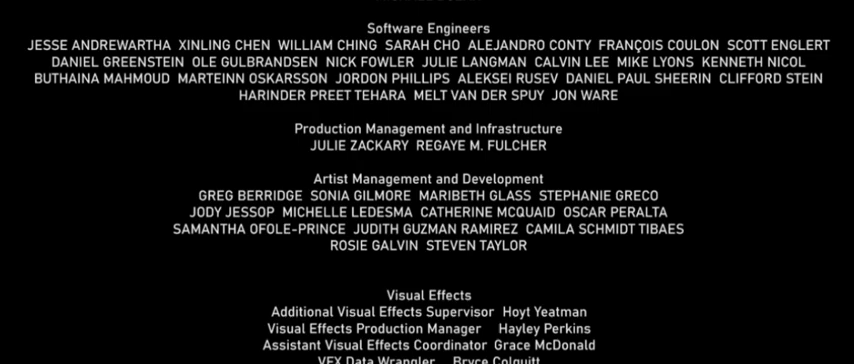 Software Engineers
JESSE ANDREWARTHA XINLING CHEN WILLIAM CHING SARAH CHO ALEJANDRO CONTY FRANÇOIS COULON SCOTT ENGLERT
DANIEL GREENSTEIN OLE GULBRANDSEN NICK FOWLER JULIE LANGMAN CALVIN LEE MIKE LYONS KENNETH NICOL
BUTHAINA MAHMOUD MARTEINN OSKARSSON JORDON PHILLIPS ALEKSEI RUSEV DANIEL PAUL SHEERIN CLIFFORD STEIN
HARINDER PREET TEHARA MELT VAN DER SPUY JON WARE
Production Management and Infrastructure
JULIE ZACKARY REGAYE M. FULCHER
Artist Management and Development
GREG BERRIDGE SONIA GILMORE MARIBETH GLASS STEPHANIE GRECO
JODY JESSOP MICHELLE LEDESMA CATHERINE MCQUAID OSCAR PERALTA
SAMANTHA OFOLE-PRINCE JUDITH GUZMAN RAMIREZ CAMILA SCHMIDT TIBAES
ROSIE GALVIN STEVEN TAYLOR
Visual Effects
Additional Visual Effects Supervisor Hoyt Yeatman
Visual Effects Production Manager Hayley Perkins
Assistant Visual Effects Coordinator Grace McDonald
VFX Data Wrangler Bryce Colquitt